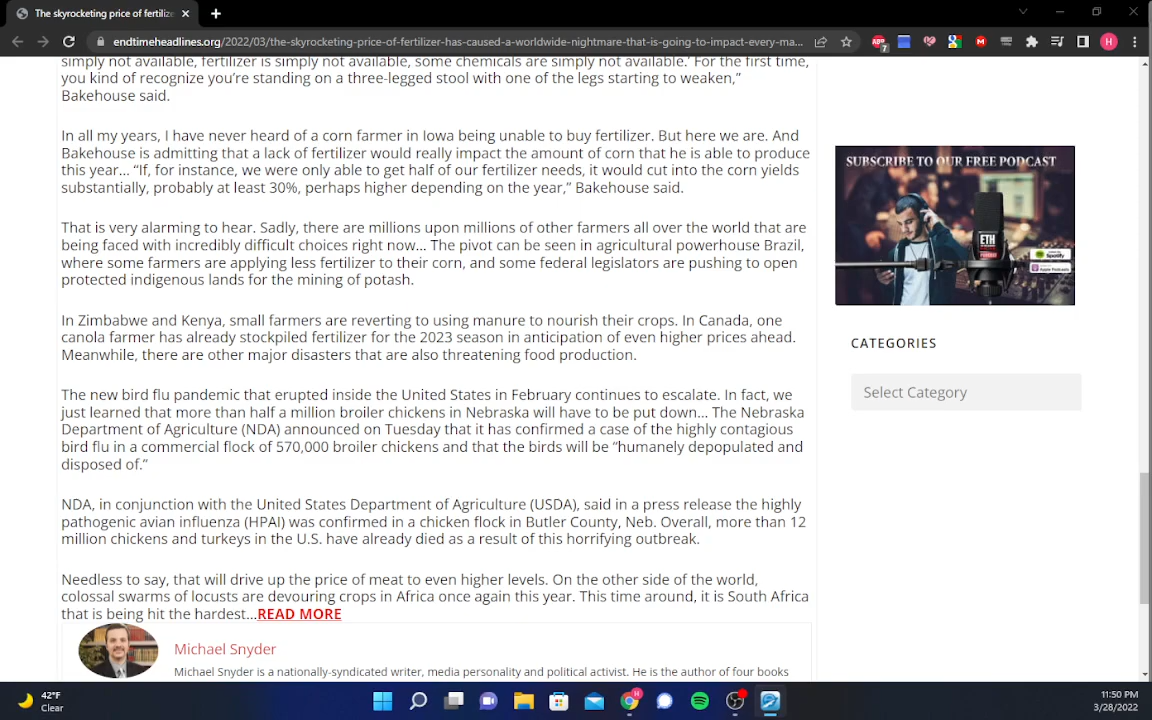 The skyrocketing price of fertiliz
endtimeheadlines.org/2022/03/the-skyrocketing-price-of-fertilizer-has-caused-a-worldwide-nightmare-that-is-going-to-impact-every-ma...
simply not available, fertilizer is simply not available, some chemicals are simply not available.' For the first time,
you kind of recognize you're standing on a three-legged stool with one of the legs starting to weaken,”
Bakehouse said.
In all my years, I have never heard of a corn farmer in Iowa being unable to buy fertilizer. But here we are. And
Bakehouse is admitting that a lack of fertilizer would really impact the amount of corn that he is able to produce
this year… “If, for instance, we were only able to get half of our fertilizer needs, it would cut into the corn yields
substantially, probably at least 30%, perhaps higher depending on the year,” Bakehouse said.
That is very alarming to hear. Sadly, there are millions upon millions of other farmers all over the world that are
being faced with incredibly difficult choices right now… The pivot can be seen in agricultural powerhouse Brazil,
where some farmers are applying less fertilizer to their corn, and some federal legislators are pushing to open
protected indigenous lands for the mining of potash.
In Zimbabwe and Kenya, small farmers are reverting to using manure to nourish their crops. In Canada, one
canola farmer has already stockpiled fertilizer for the 2023 season in anticipation of even higher prices ahead.
Meanwhile, there are other major disasters that are also threatening food production.
The new bird flu pandemic that erupted inside the United States in February continues to escalate. In fact, we
just learned that more than half a million broiler chickens in Nebraska will have to be put down… The Nebraska
Department of Agriculture (NDA) announced on Tuesday that it has confirmed a case of the highly contagious
bird flu in a commercial flock of 570,000 broiler chickens and that the birds will be “humanely depopulated and
disposed of.”
NDA, in conjunction with the United States Department of Agriculture (USDA), said in a press release the highly
pathogenic avian influenza (HPAI) was confirmed in a chicken flock in Butler County, Neb. Overall, more than 12
million chickens and turkeys in the U.S. have already died as a result of this horrifying outbreak.
Needless to say, that will drive up the price of meat to even higher levels. On the other side of the world,
colossal swarms of locusts are devouring crops in Africa once again this year. This time around, it is South Africa
that is being hit the hardest…READ MORE
Michael Snyder
Michael Snyder is a nationally-syndicated writer, media personality and political activist. He is the author of four books
SUBSCRIBE TO OUR FREE PODCAST
ETH
Spotify
Apple Podcasts
CATEGORIES
Select Category
42°F
Clear
11:50 PM
3/28/2022